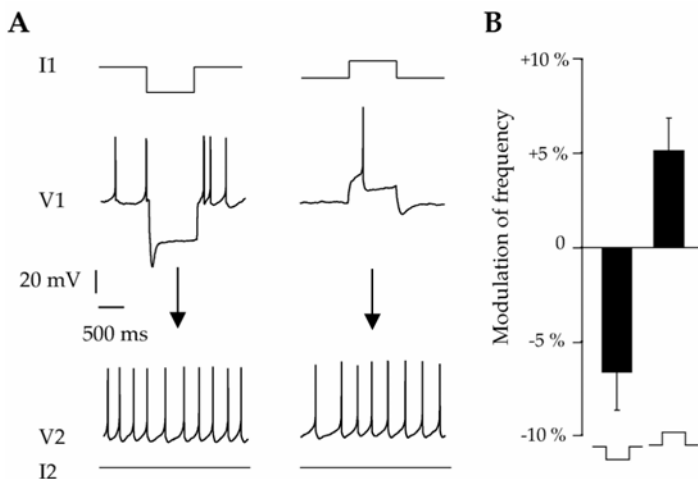 A
I1
V1
20 mV
500 ms
V2
I2
B
Modulation of frequency
+10 %
+5 %
0
-5 %
-10 %